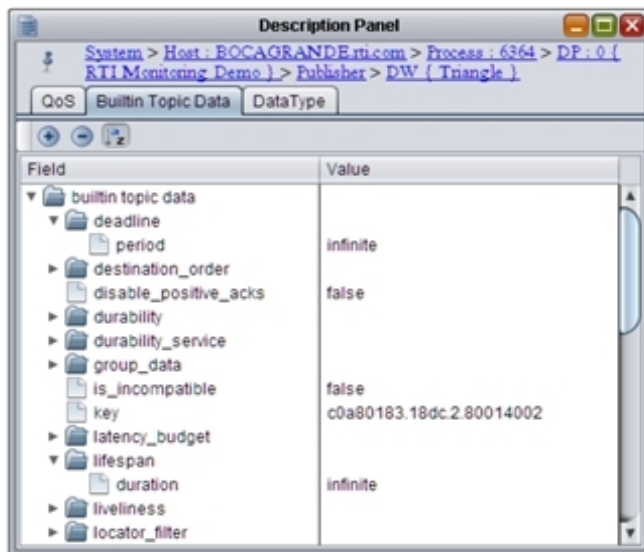 Description Panel
System > Host : BOCAGRANDE.rti.com > Process : 6364 > DP : 0 {
RTI Monitoring Demo } > Publisher > DW { Triangle }
QoS Builtin Topic Data DataType
Field Value
builtin topic data
deadline
period infinite
destination_order
disable_positive_acks false
durability
durability_service
group_data
is_incompatible false
key c0a80183.18dc.2.80014002
latency_budget
lifespan
duration infinite
liveliness
locator_filter